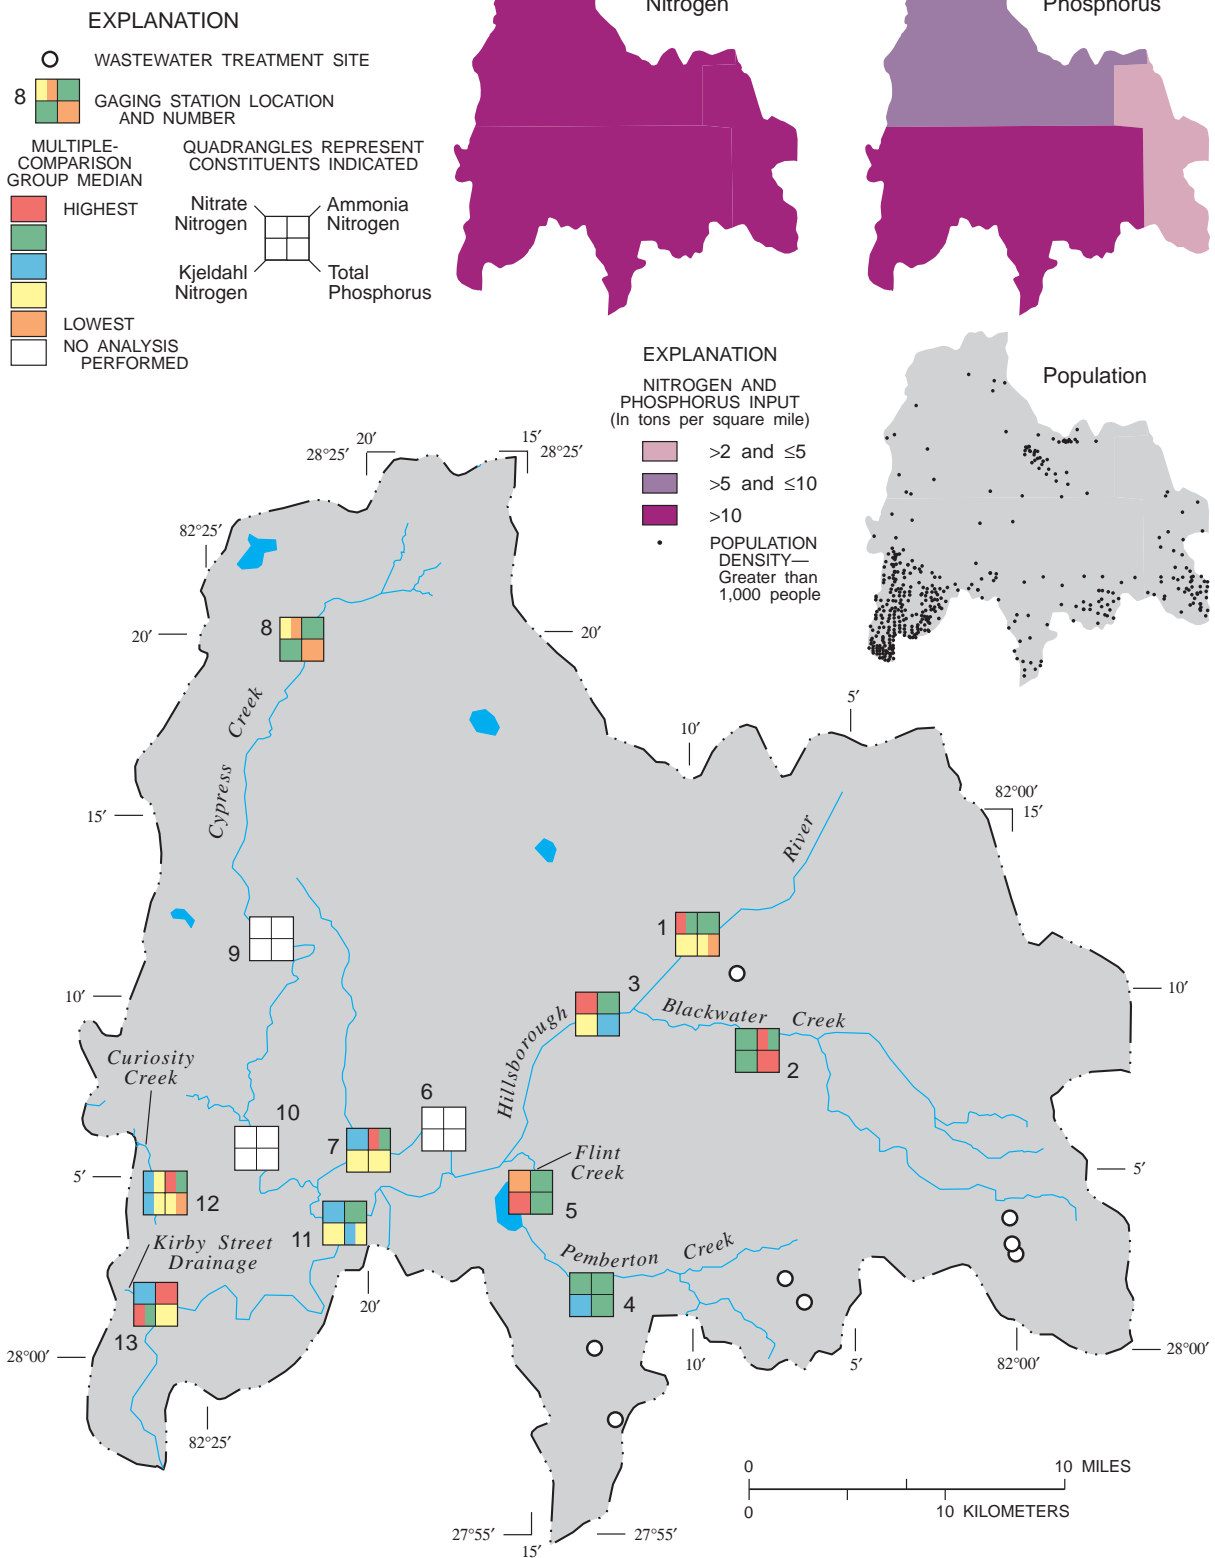 EXPLANATION
WASTEWATER TREATMENT SITE
8
GAGING STATION LOCATION
AND NUMBER
MULTIPLE-
COMPARISON
GROUP MEDIAN
HIGHEST
LOWEST
NO ANALYSIS
PERFORMED
QUADRANGLES REPRESENT
CONSTITUENTS INDICATED
Nitrate
Nitrogen
Ammonia
Nitrogen
Kjeldahl
Nitrogen
Total
Phosphorus
Nitrogen
Phosphorus
EXPLANATION
NITROGEN AND
PHOSPHORUS INPUT
(In tons per square mile)
>2 and ≤5
>5 and ≤10
>10
POPULATION
DENSITY—
Greater than
1,000 people
Population
20′
28°25′
15′
28°25′
82°25′
20′
8
20′
Cypress Creek
5′
10′
82°00′
15′
15′
River
1
9
3
10′
10′
Hillsborough
Blackwater Creek
2
Curiosity
Creek
10
6
7
5′
Flint
Creek
5′
12
5
11
Kirby Street
Drainage
Pemberton Creek
4
20′
13
28°00′
10′
5′
82°00′
28°00′
82°25′
0 10 MILES
0 10 KILOMETERS
27°55′
27°55′
15′